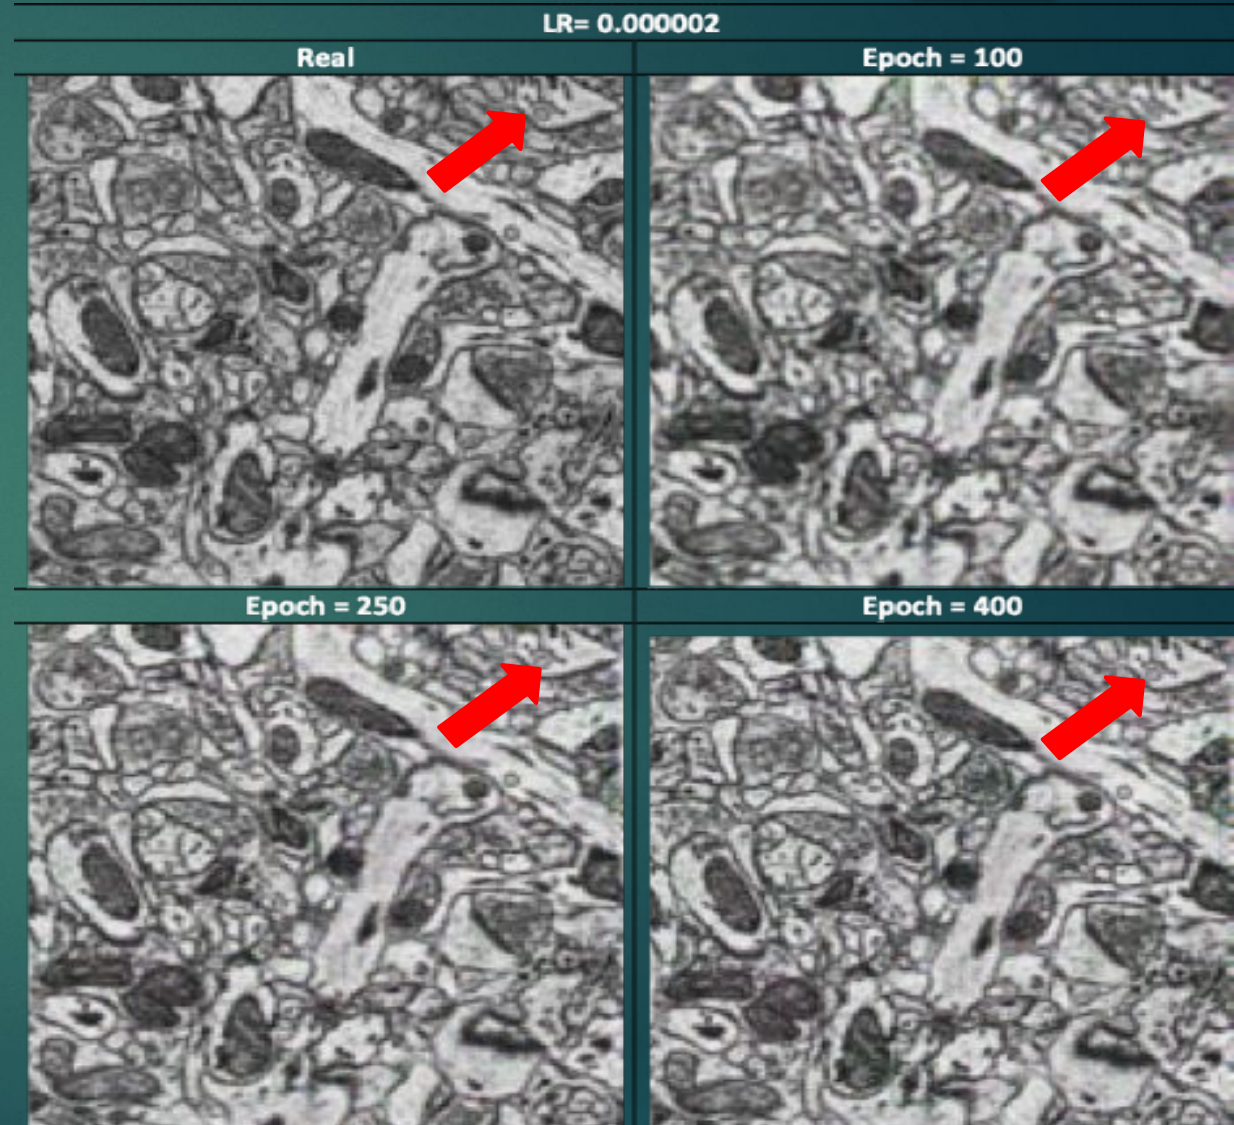 LR= 0.000002
Real
Epoch = 100
Epoch = 250
Epoch = 400